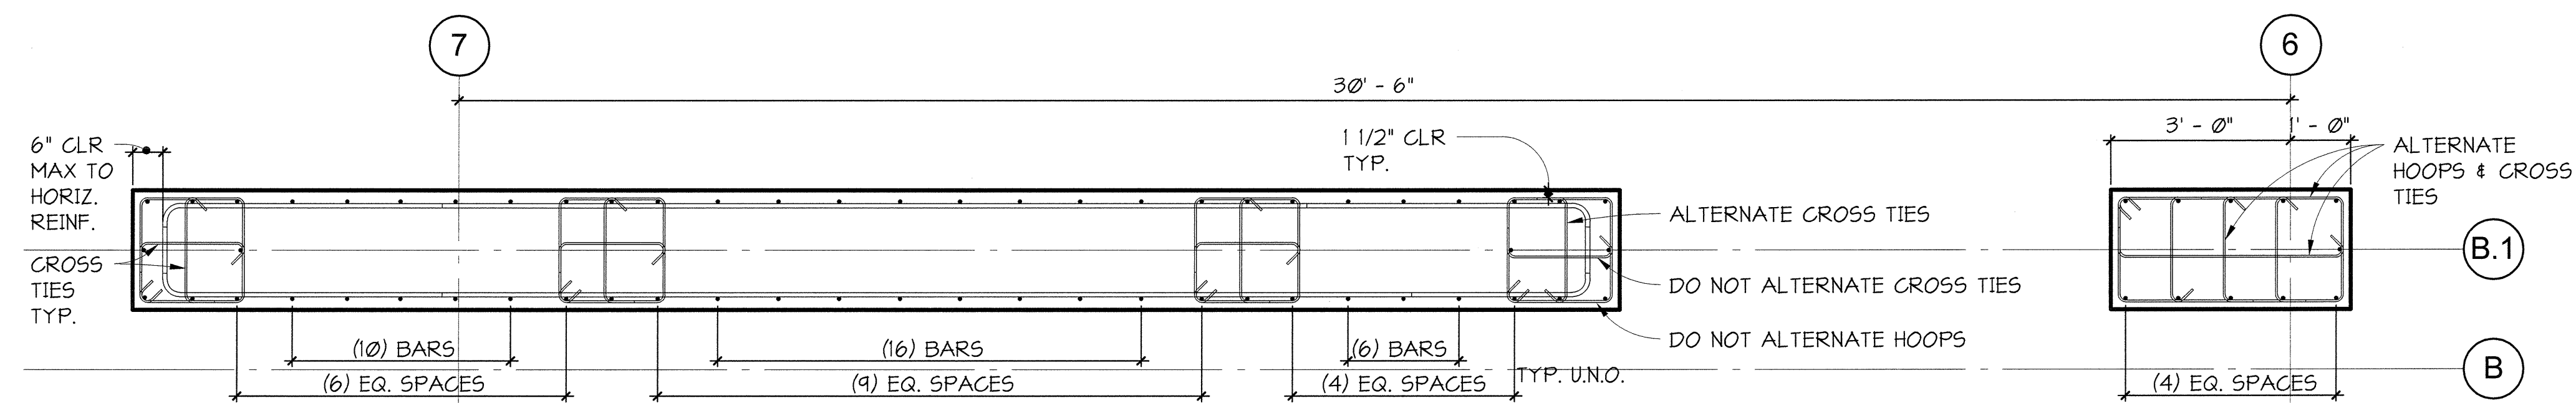 7
6
30' - 6"
3' - 0"
1' - 0"
6" CLR
MAX TO
HORIZ.
REINF.
1 1/2" CLR
TYP.
ALTERNATE
HOOPS & CROSS
TIES
ALTERNATE CROSS TIES
B.1
CROSS
TIES
TYP.
DO NOT ALTERNATE CROSS TIES
DO NOT ALTERNATE HOOPS
(10) BARS
(16) BARS
(6) BARS
B
(6) EQ. SPACES
(9) EQ. SPACES
(4) EQ. SPACES
TYP. U.N.O.
(4) EQ. SPACES